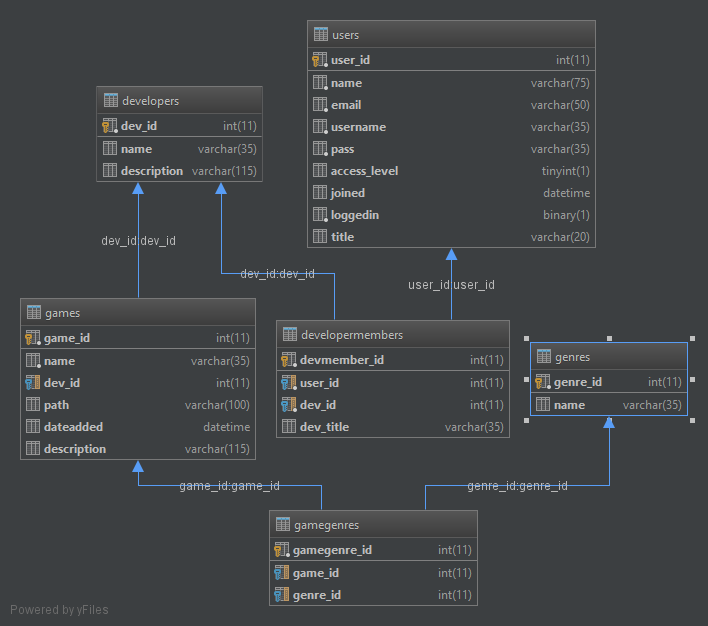 users
user_id int(11)
name varchar(75)
email varchar(50)
username varchar(35)
pass varchar(35)
access_level tinyint(1)
joined datetime
loggedin binary(1)
title varchar(20)
developers
dev_id int(11)
name varchar(35)
description varchar(115)
dev_id:dev_id
dev_id:dev_id
user_id:user_id
games
game_id int(11)
name varchar(35)
dev_id int(11)
path varchar(100)
dateadded datetime
description varchar(115)
developermembers
devmember_id int(11)
user_id int(11)
dev_id int(11)
dev_title varchar(35)
genres
genre_id int(11)
name varchar(35)
game_id:game_id
genre_id:genre_id
gamegenres
gamegenre_id int(11)
game_id int(11)
genre_id int(11)
Powered by yFiles